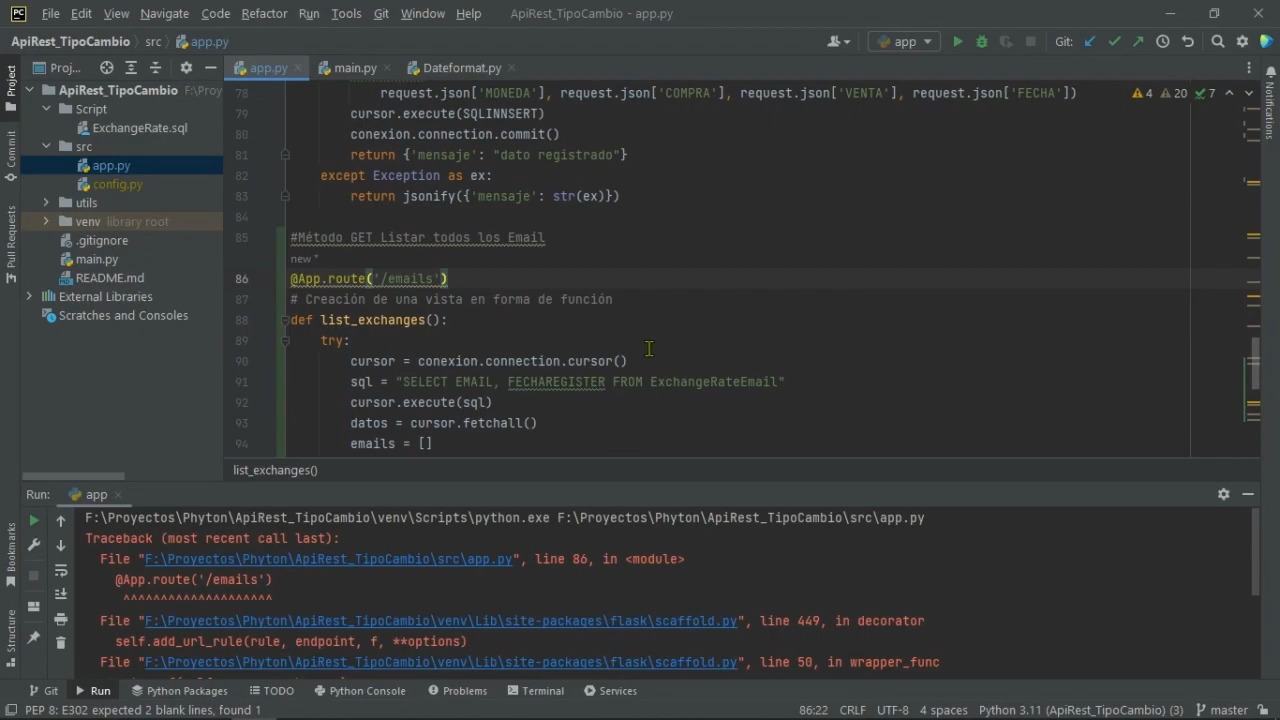 PC File Edit View Navigate Code Refactor Run Tools Git Window Help ApiRest_TipoCambio - app.py
ApiRest_TipoCambio src app.py app Git:
Project
Proj...
app.py main.py Dateformat.py
Commit
Pull Requests
Bookmarks
Structure
Notifications
ApiRest_TipoCambio F:\Proy
Script
ExchangeRate.sql
src
app.py
config.py
utils
venv library root
.gitignore
main.py
README.md
External Libraries
Scratches and Consoles
4 20 7
78 request.json['MONEDA'], request.json['COMPRA'], request.json['VENTA'], request.json['FECHA'])
79 cursor.execute(SQLINNSERT)
80 conexion.connection.commit()
81 return {'mensaje': "dato registrado"}
82 except Exception as ex:
83 return jsonify({'mensaje': str(ex)})
84
85 #Método GET Listar todos los Email
new *
86 @App.route('/emails')
87 # Creación de una vista en forma de función
88 def list_exchanges():
89 try:
90 cursor = conexion.connection.cursor()
91 sql = "SELECT EMAIL, FECHAREGISTER FROM ExchangeRateEmail"
92 cursor.execute(sql)
93 datos = cursor.fetchall()
94 emails = []
list_exchanges()
Run: app
F:\Proyectos\Phyton\ApiRest_TipoCambio\venv\Scripts\python.exe F:\Proyectos\Phyton\ApiRest_TipoCambio\src\app.py
Traceback (most recent call last):
File "F:\Proyectos\Phyton\ApiRest_TipoCambio\src\app.py", line 86, in <module>
@App.route('/emails')
^^^^^^^^^^^^^^^^^^^^
File "F:\Proyectos\Phyton\ApiRest_TipoCambio\venv\Lib\site-packages\flask\scaffold.py", line 449, in decorator
self.add_url_rule(rule, endpoint, f, **options)
File "F:\Proyectos\Phyton\ApiRest_TipoCambio\venv\Lib\site-packages\flask\scaffold.py", line 50, in wrapper_func
Git Run Python Packages TODO Python Console Problems Terminal Services
PEP 8: E302 expected 2 blank lines, found 1 86:22 CRLF UTF-8 4 spaces Python 3.11 (ApiRest_TipoCambio) (3) master